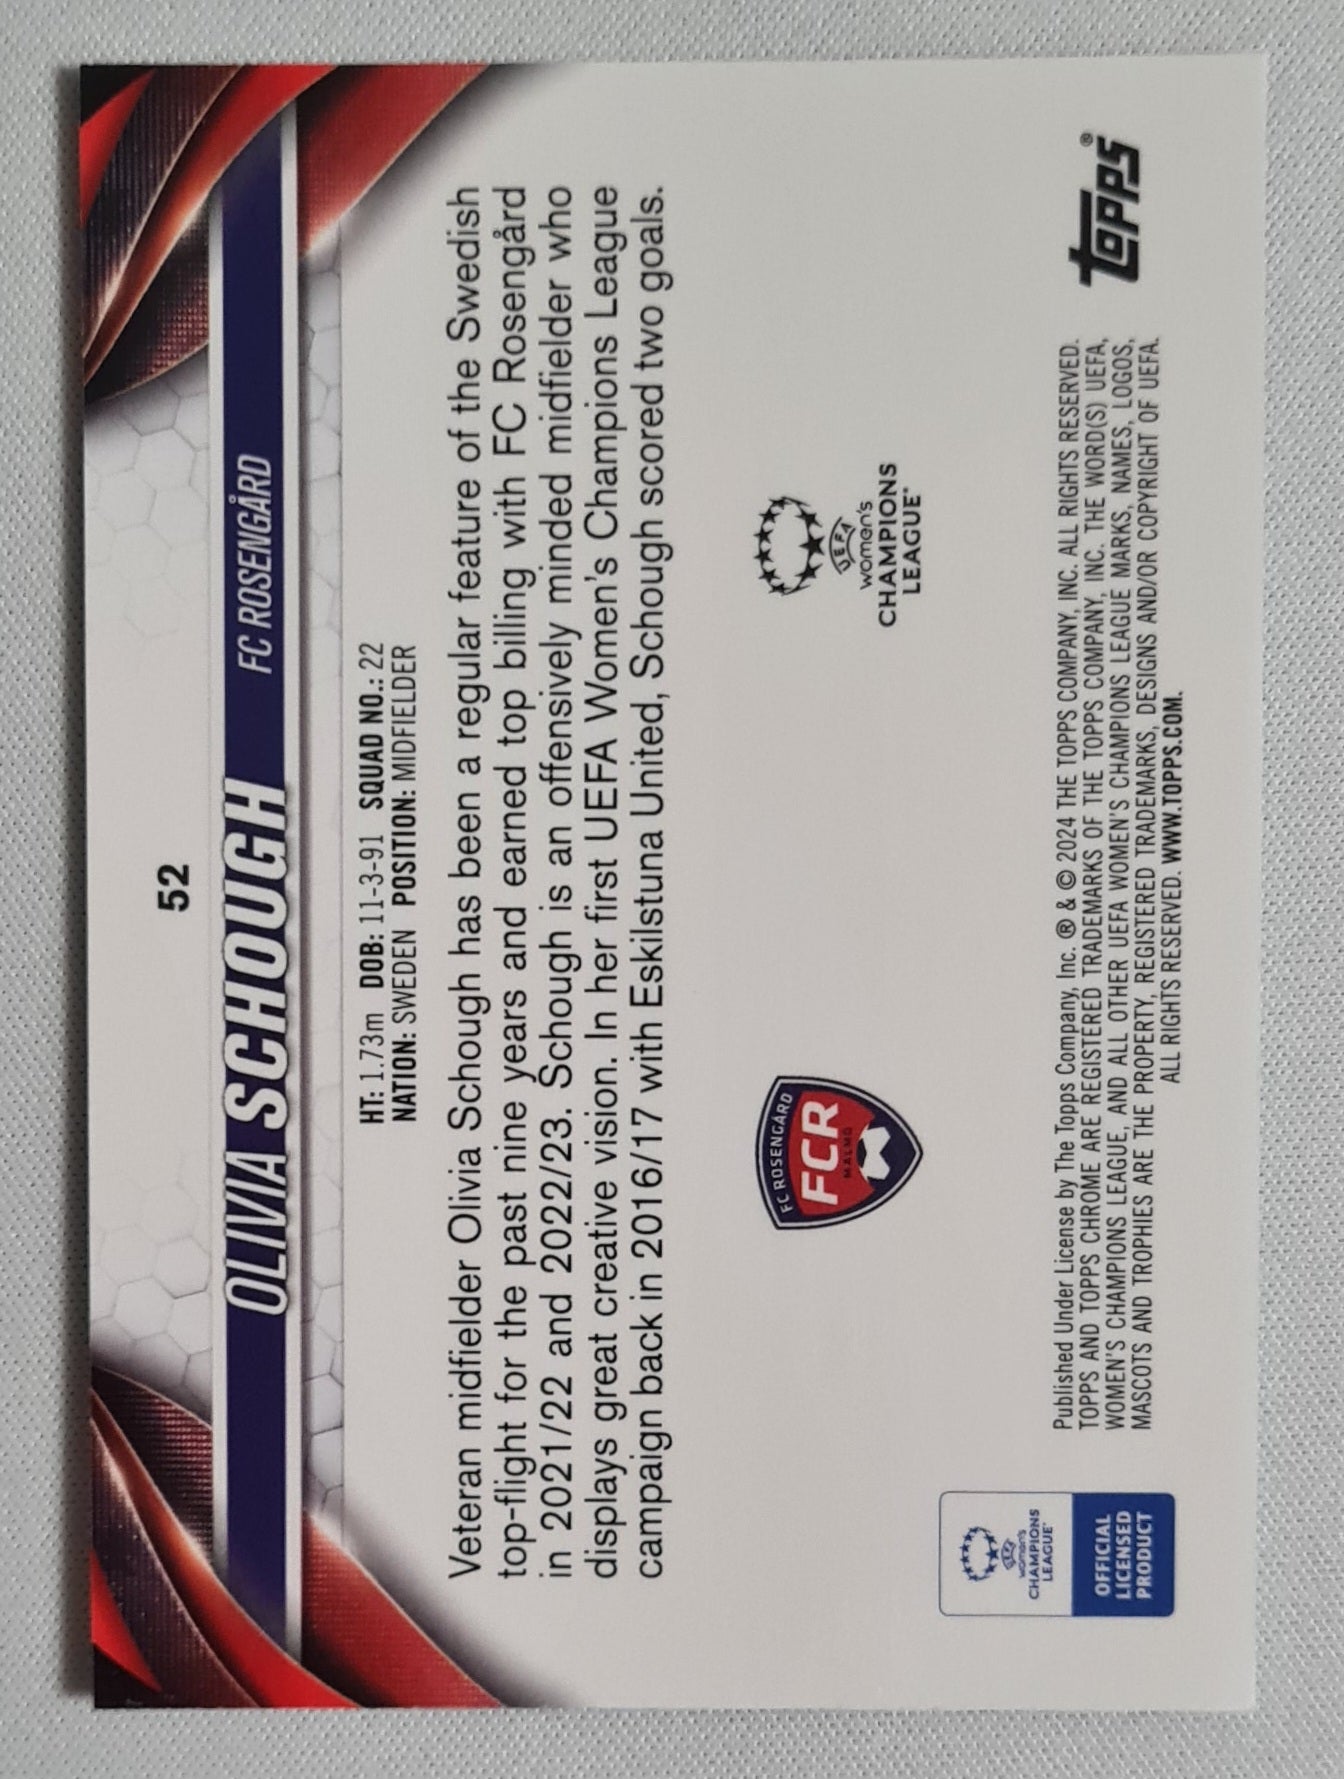 52
OLIVIA SCHOUGH FC ROSENGÅRD
HT: 1.73m DOB: 11-3-91 SQUAD NO.: 22
NATION: SWEDEN POSITION: MIDFIELDER
Veteran midfielder Olivia Schough has been a regular feature of the Swedish
top-flight for the past nine years and earned top billing with FC Rosengård
in 2021/22 and 2022/23. Schough is an offensively minded midfielder who
displays great creative vision. In her first UEFA Women's Champions League
campaign back in 2016/17 with Eskilstuna United, Schough scored two goals.
FC ROSENGÅRD
FCR
MALMÖ
UEFA
women's
CHAMPIONS
LEAGUE
UEFA
women's
CHAMPIONS
LEAGUE
OFFICIAL
LICENSED
PRODUCT
Published Under License by The Topps Company, Inc. ® & © 2024 THE TOPPS COMPANY, INC. ALL RIGHTS RESERVED.
TOPPS AND TOPPS CHROME ARE REGISTERED TRADEMARKS OF THE TOPPS COMPANY, INC. THE WORD(S) UEFA,
WOMEN'S CHAMPIONS LEAGUE, AND ALL OTHER UEFA WOMEN'S CHAMPIONS LEAGUE MARKS, NAMES, LOGOS,
MASCOTS AND TROPHIES ARE THE PROPERTY, REGISTERED TRADEMARKS, DESIGNS AND/OR COPYRIGHT OF UEFA.
ALL RIGHTS RESERVED. WWW.TOPPS.COM.
topps®